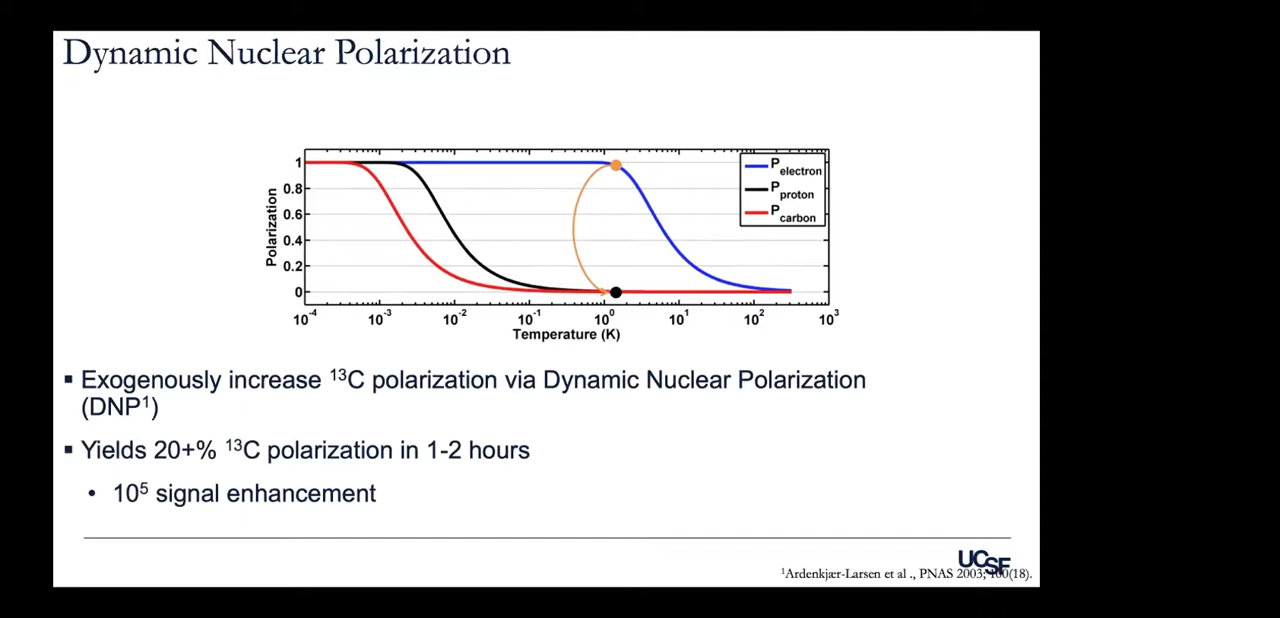 Dynamic Nuclear Polarization
1
0.8
0.6
0.4
0.2
0
Polarization
P electron
P proton
P carbon
10⁻⁴ 10⁻³ 10⁻² 10⁻¹ 10⁰ 10¹ 10² 10³
Temperature (K)
▪ Exogenously increase ¹³C polarization via Dynamic Nuclear Polarization
(DNP¹)
▪ Yields 20+% ¹³C polarization in 1-2 hours
• 10⁵ signal enhancement
UCSF
¹Ardenkjær-Larsen et al ., PNAS 2003; 100(18).